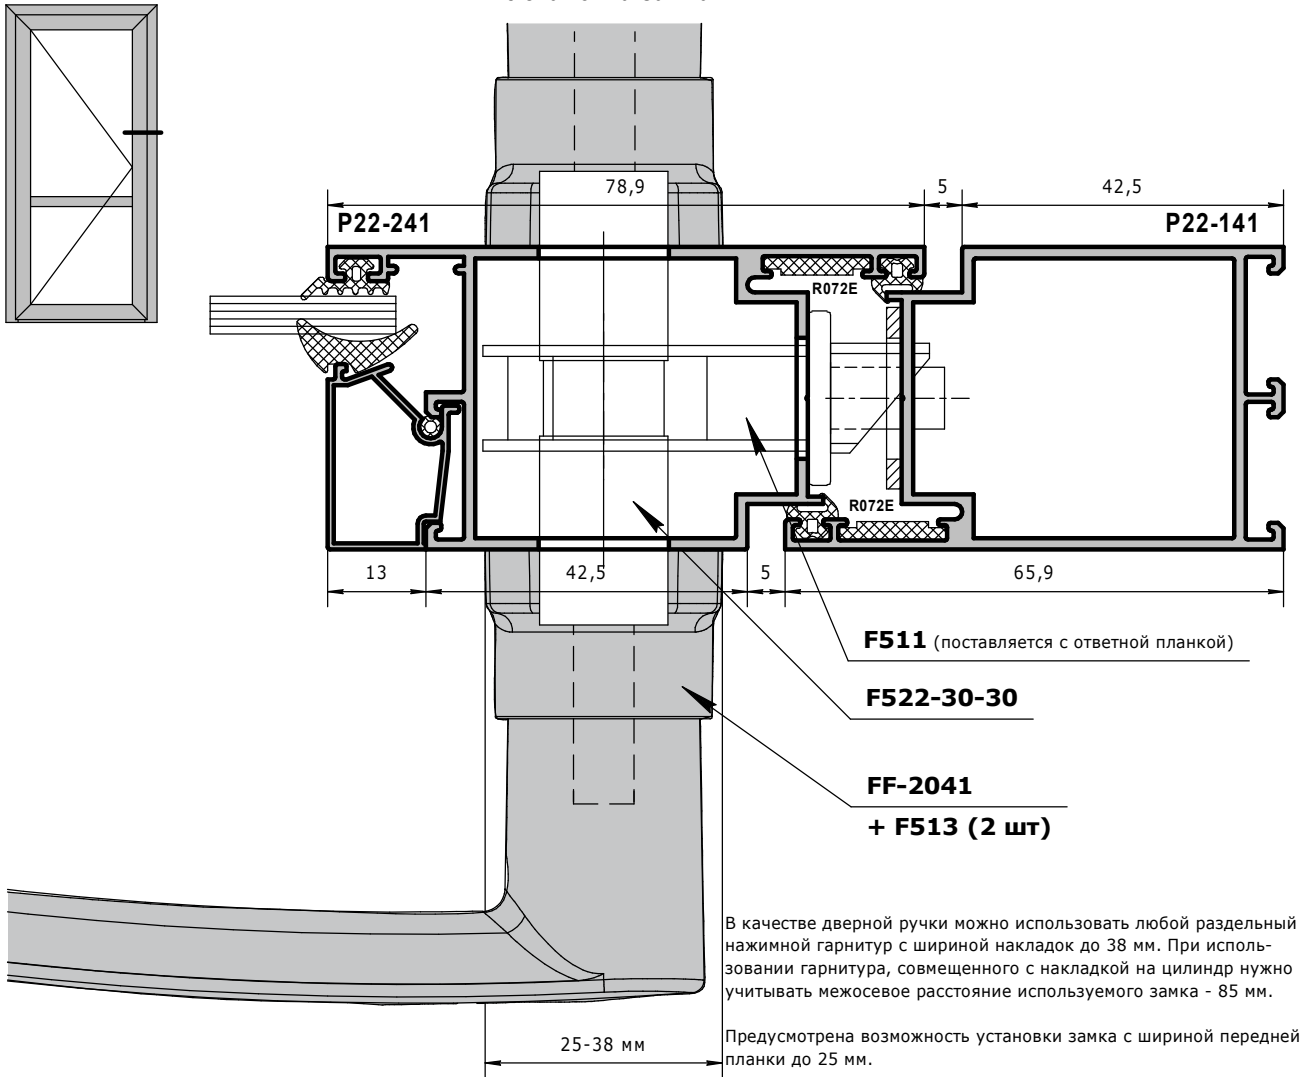 78,9
5
42,5
P22-241
P22-141
R072E
R072E
13
42,5
5
65,9
F511 (поставляется с ответной планкой)
F522-30-30
FF-2041
+ F513 (2 шт)
В качестве дверной ручки можно использовать любой раздельный
нажимной гарнитур с шириной накладок до 38 мм. При исполь-
зовании гарнитура, совмещенного с накладкой на цилиндр нужно
учитывать межосевое расстояние используемого замка - 85 мм.
25-38 мм
Предусмотрена возможность установки замка с шириной передней
планки до 25 мм.